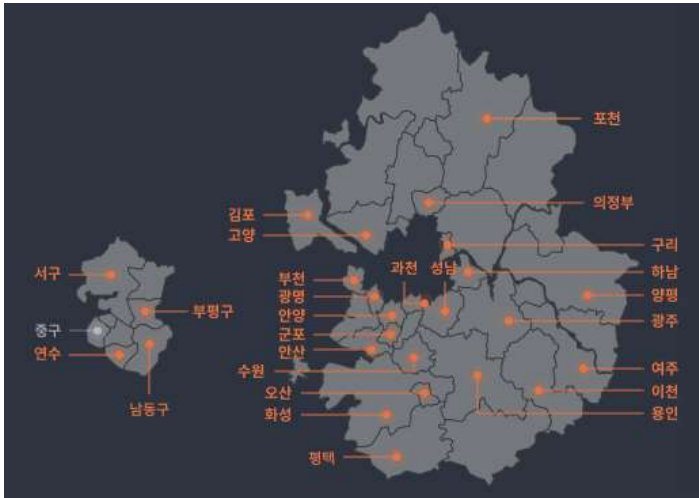 포천
의정부
김포
고양
구리
과천 성남
하남
서구
부천
양평
광명
부평구
안양
광주
중구
군포
연수
안산
여주
수원
이천
오산
남동구
화성
용인
평택